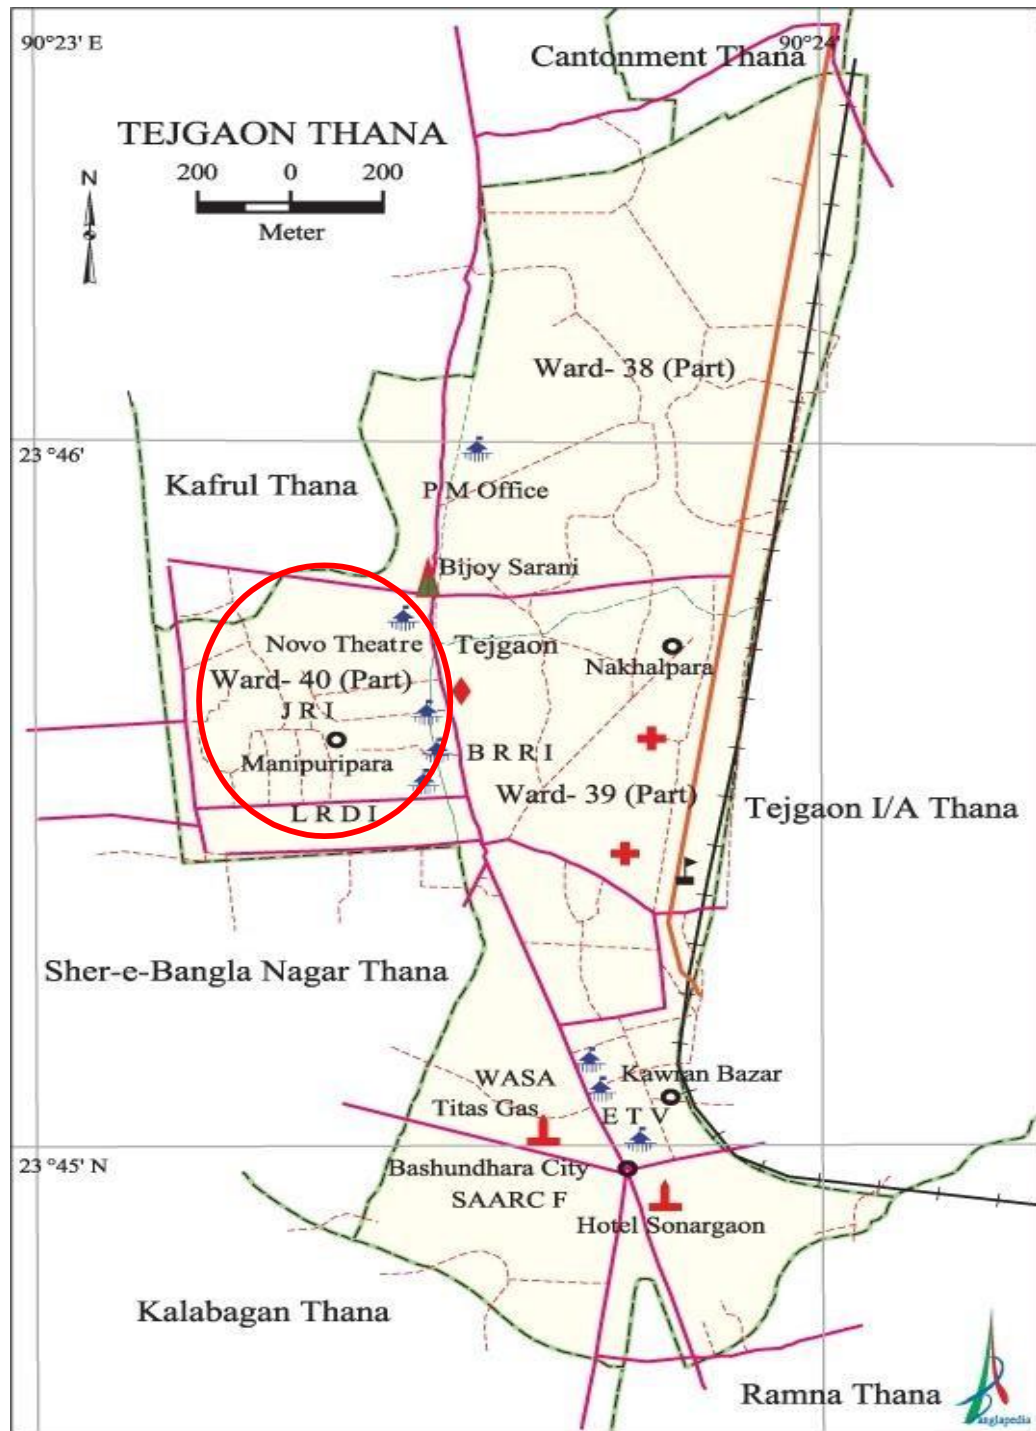 90°23' E
Cantonment Thana
90°24'
TEJGAON THANA
N
200 0 200
Meter
Ward- 38 (Part)
23 °46'
Kafrul Thana
P M Office
Bijoy Sarani
Novo Theatre
Tejgaon
Nakhalpara
Ward- 40 (Part)
J R I
Manipuripara
B R R I
Ward- 39 (Part)
L R D I
Tejgaon I/A Thana
Sher-e-Bangla Nagar Thana
WASA
Kawran Bazar
Titas Gas
E T V
23 °45' N
Bashundhara City
SAARC F
Hotel Sonargaon
Kalabagan Thana
Ramna Thana
anglapedia